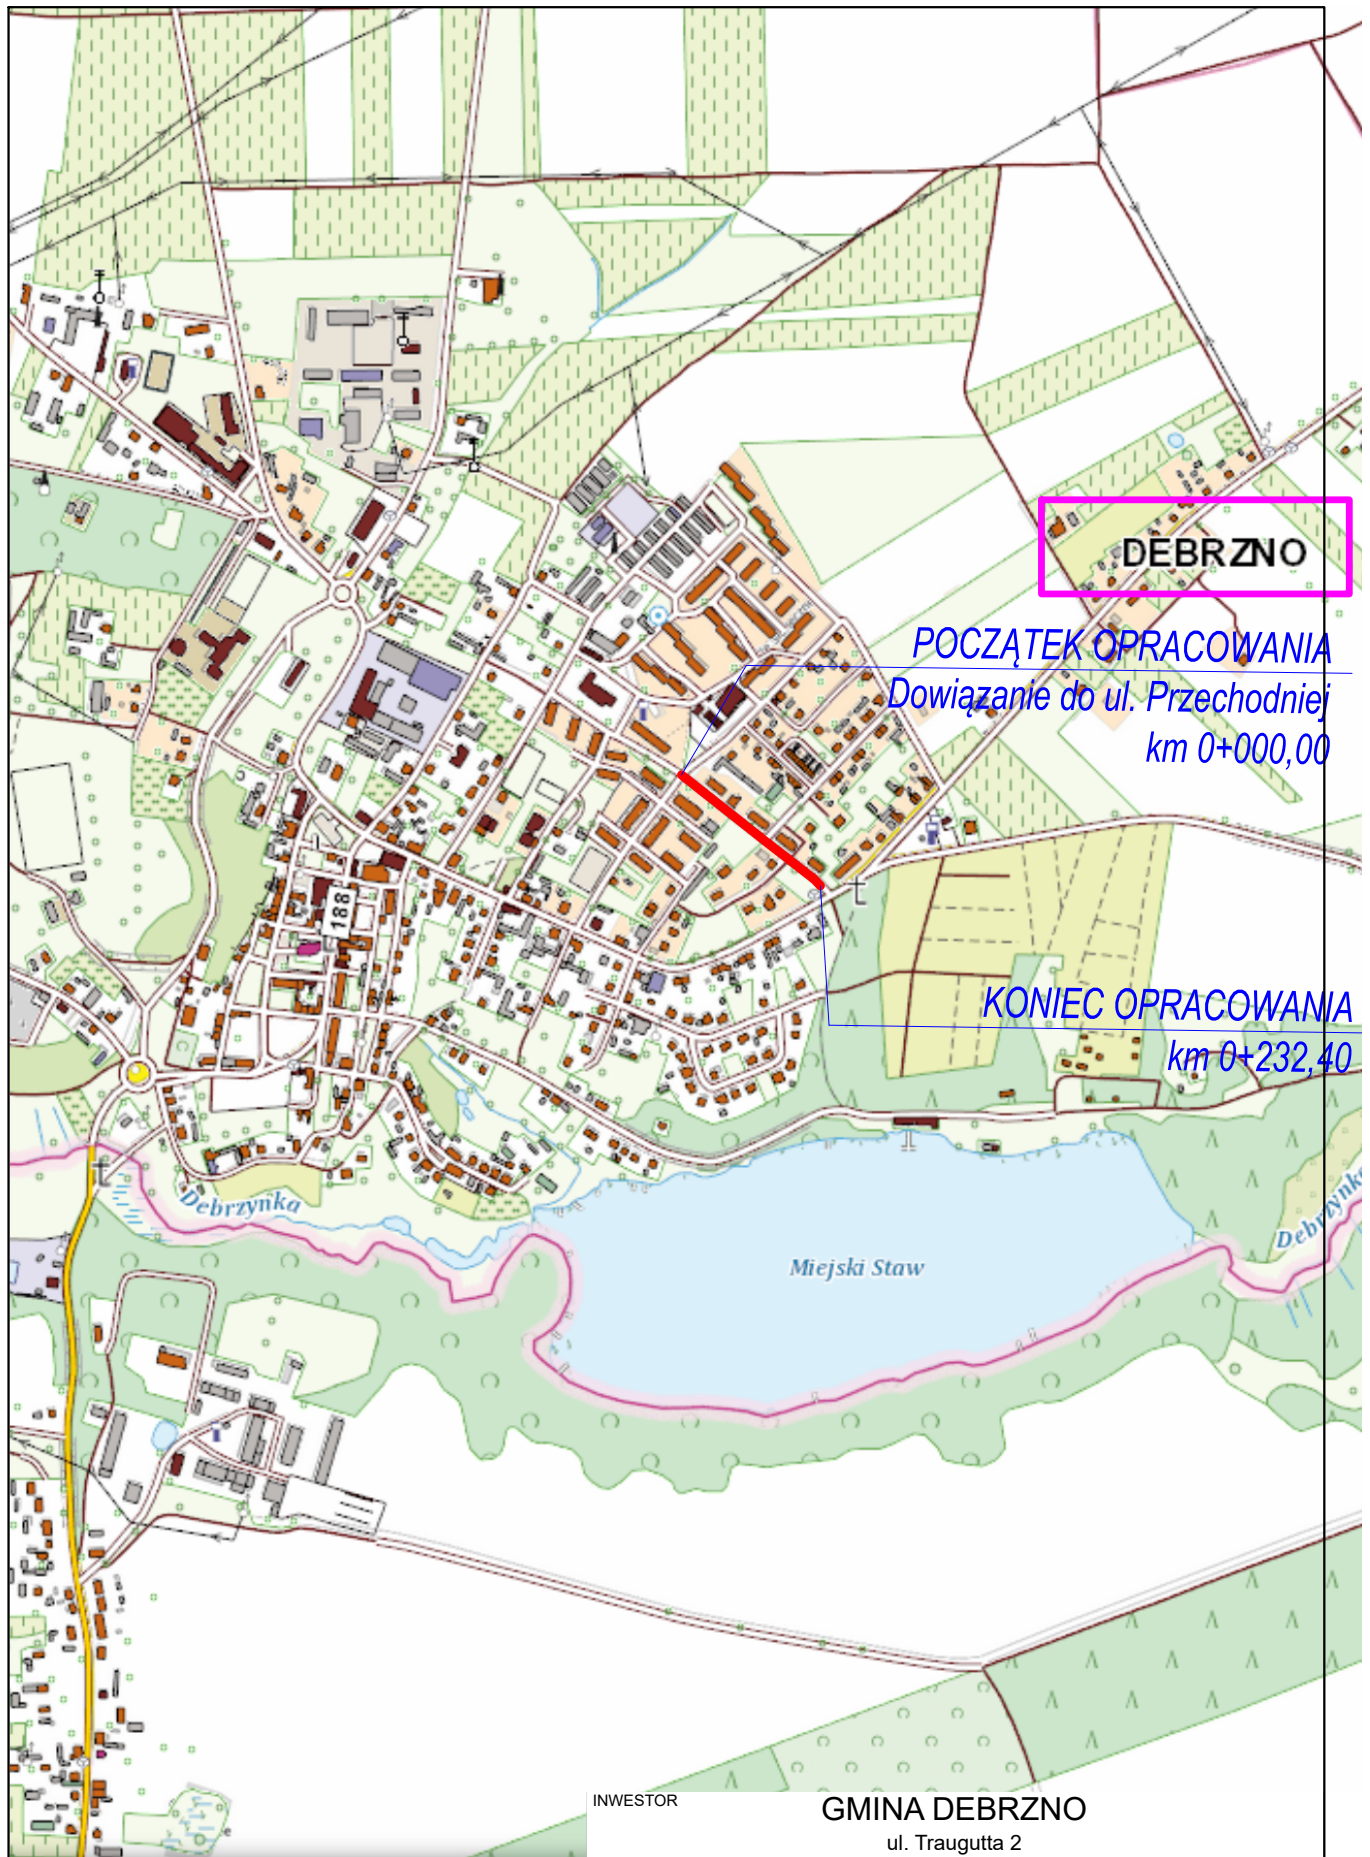 DEBRZNO
POCZĄTEK OPRACOWANIA
Dowiązanie do ul. Przechodniej
km 0+000,00
188
KONIEC OPRACOWANIA
km 0+232,40
Debrzynka
Debrzynka
Miejski Staw
INWESTOR
GMINA DEBRZNO
ul. Traugutta 2